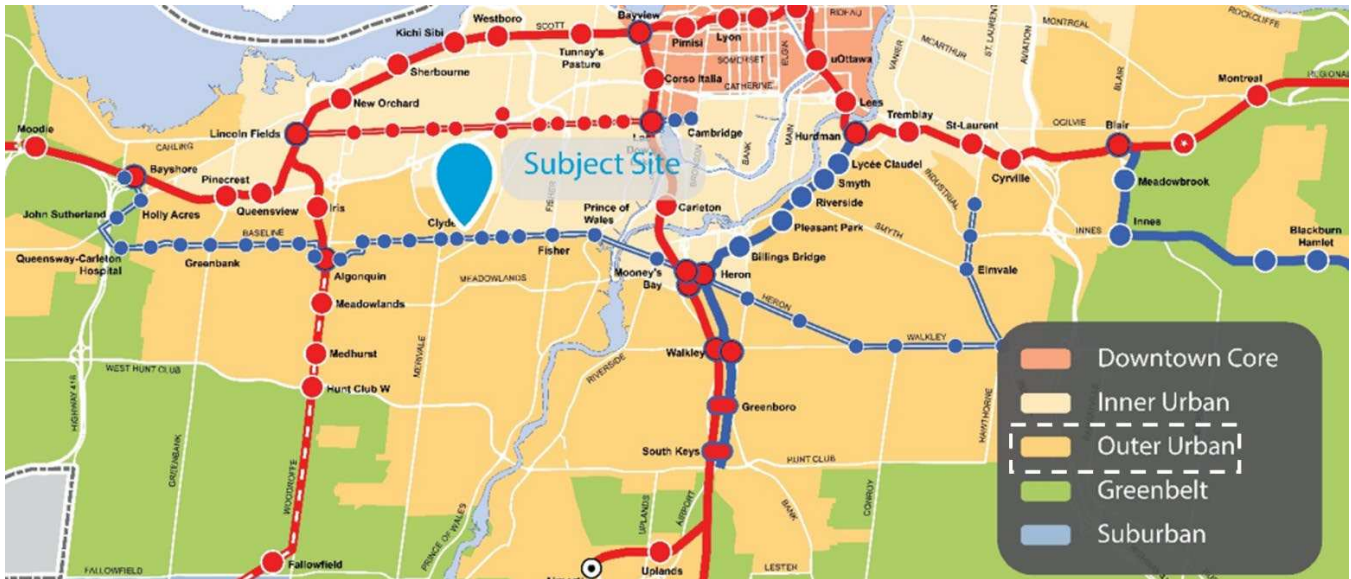 Bayview
Westboro
SCOTT
Kichi Sibi
Tunney's
Pasture
Pimisi
Lyon
RIDEAU
SOMERSET
ELGIN
uOttawa
VANIER
MCARTHUR
ST. LAURENT
AVIATION
MONTREAL
BLAIR
ROCKCLIFFE
Sherbourne
Corso Italia
CATHERINE
Montreal
REGIONAL
New Orchard
Lees
Tremblay
St-Laurent
OGILVIE
Moodie
Lincoln Fields
CARLING
Cambridge
Hurdman
Blair
MAIN
BANK
BRONSON
Cyrville
Subject Site
Lycée Claudel
Bayshore
Pinecrest
Queensview
Holly Acres
Smyth
Meadowbrook
Iris
FISHER
Prince of
Wales
Carleton
Riverside
INDUSTRIAL
John Sutherland
Clyde
Pleasant Park
SMYTH
INNES
Innes
Blackburn
Hamlet
BASELINE
Greenbank
Fisher
Billings Bridge
Queensway-Carleton
Hospital
Algonquin
MEADOWLANDS
Mooney's
Bay
Heron
Elmvale
Meadowlands
HERON
WALKLEY
Medhurst
MERIVALE
RIVERSIDE
Walkley
WEST HUNT CLUB
Hunt Club W
HIGHWAY 416
GREENBANK
WOODROFFE
Greenboro
HAWTHORNE
South Keys
HUNT CLUB
PRINCE OF WALES
UPLANDS
AIRPORT
BANK
CONROY
Fallowfield
FALLOWFIELD
Uplands
LESTER
Downtown Core
Inner Urban
Outer Urban
Greenbelt
Suburban